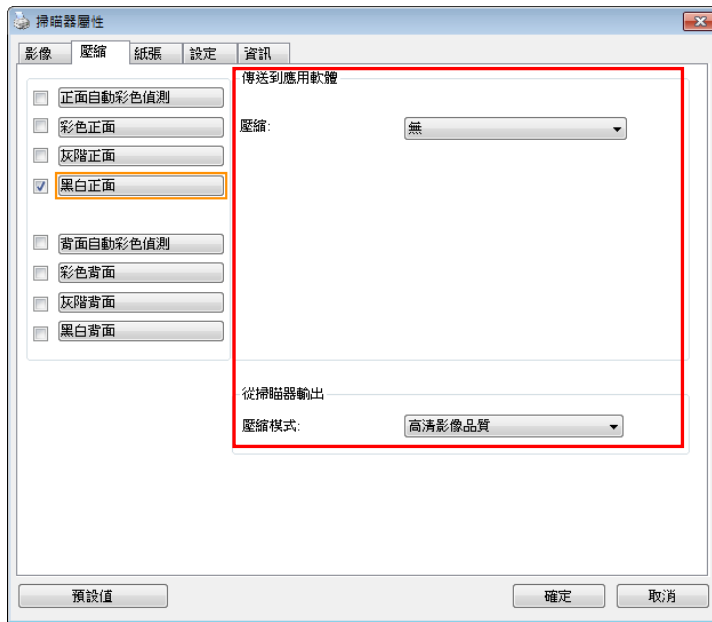 掃瞄器屬性
影像 壓縮 紙張 設定 資訊
正面自動彩色偵測
彩色正面
灰階正面
黑白正面
背面自動彩色偵測
彩色背面
灰階背面
黑白背面
傳送到應用軟體
壓縮: 無
從掃瞄器輸出
壓縮模式: 高清影像品質
預設值 確定 取消